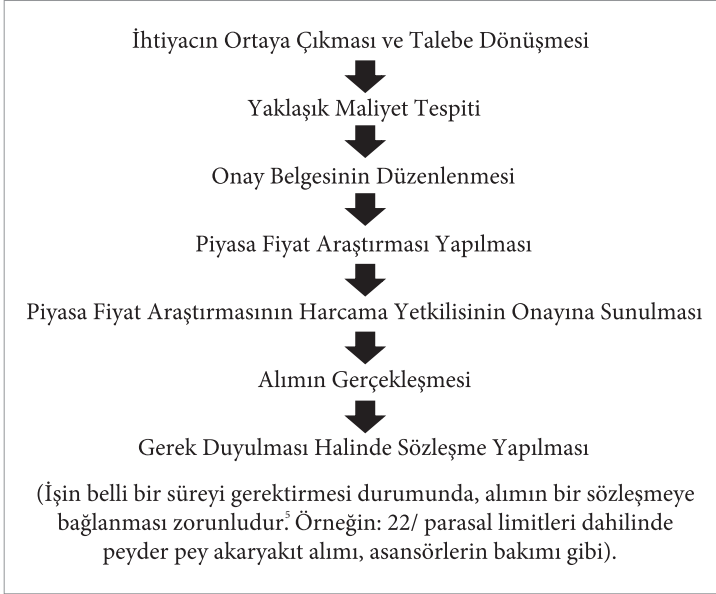 İhtiyacın Ortaya Çıkması ve Talebe Dönüşmesi
Yaklaşık Maliyet Tespiti
Onay Belgesinin Düzenlenmesi
Piyasa Fiyat Araştırması Yapılması
Piyasa Fiyat Araştırmasının Harcama Yetkilisinin Onayına Sunulması
Alımın Gerçekleşmesi
Gerek Duyulması Halinde Sözleşme Yapılması
(İşin belli bir süreyi gerektirmesi durumunda, alımın bir sözleşmeye
bağlanması zorunludur.⁵ Örneğin: 22/ parasal limitleri dahilinde
peyder pey akaryakıt alımı, asansörlerin bakımı gibi).